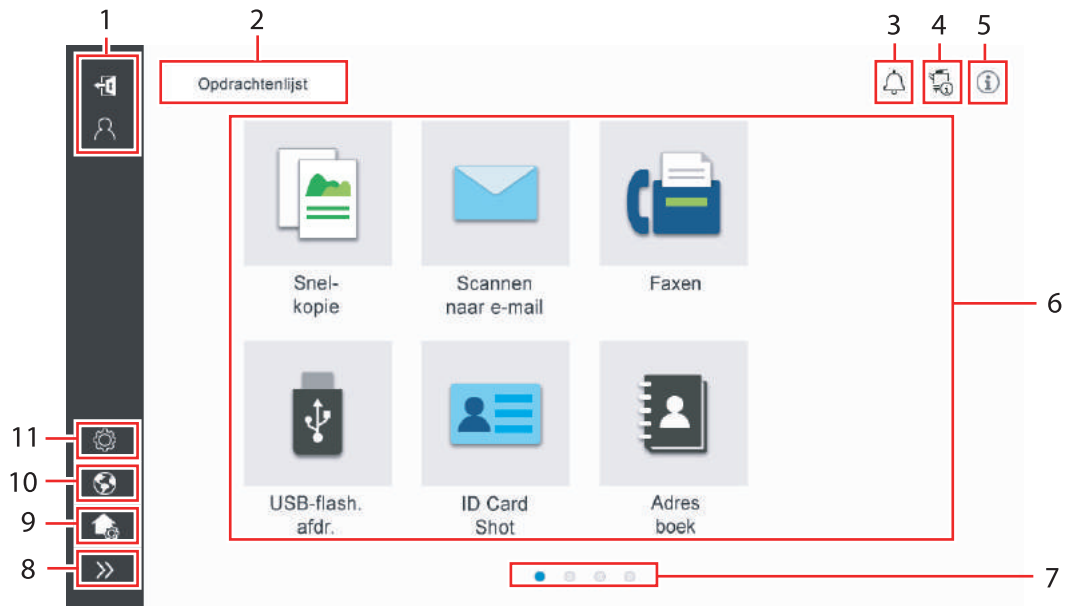 1
2
3
4
5
Opdrachtenlijst
Snel-
kopie
Scannen
naar e-mail
Faxen
6
USB-flash.
afdr.
ID Card
Shot
Adres
boek
11
10
9
8
7